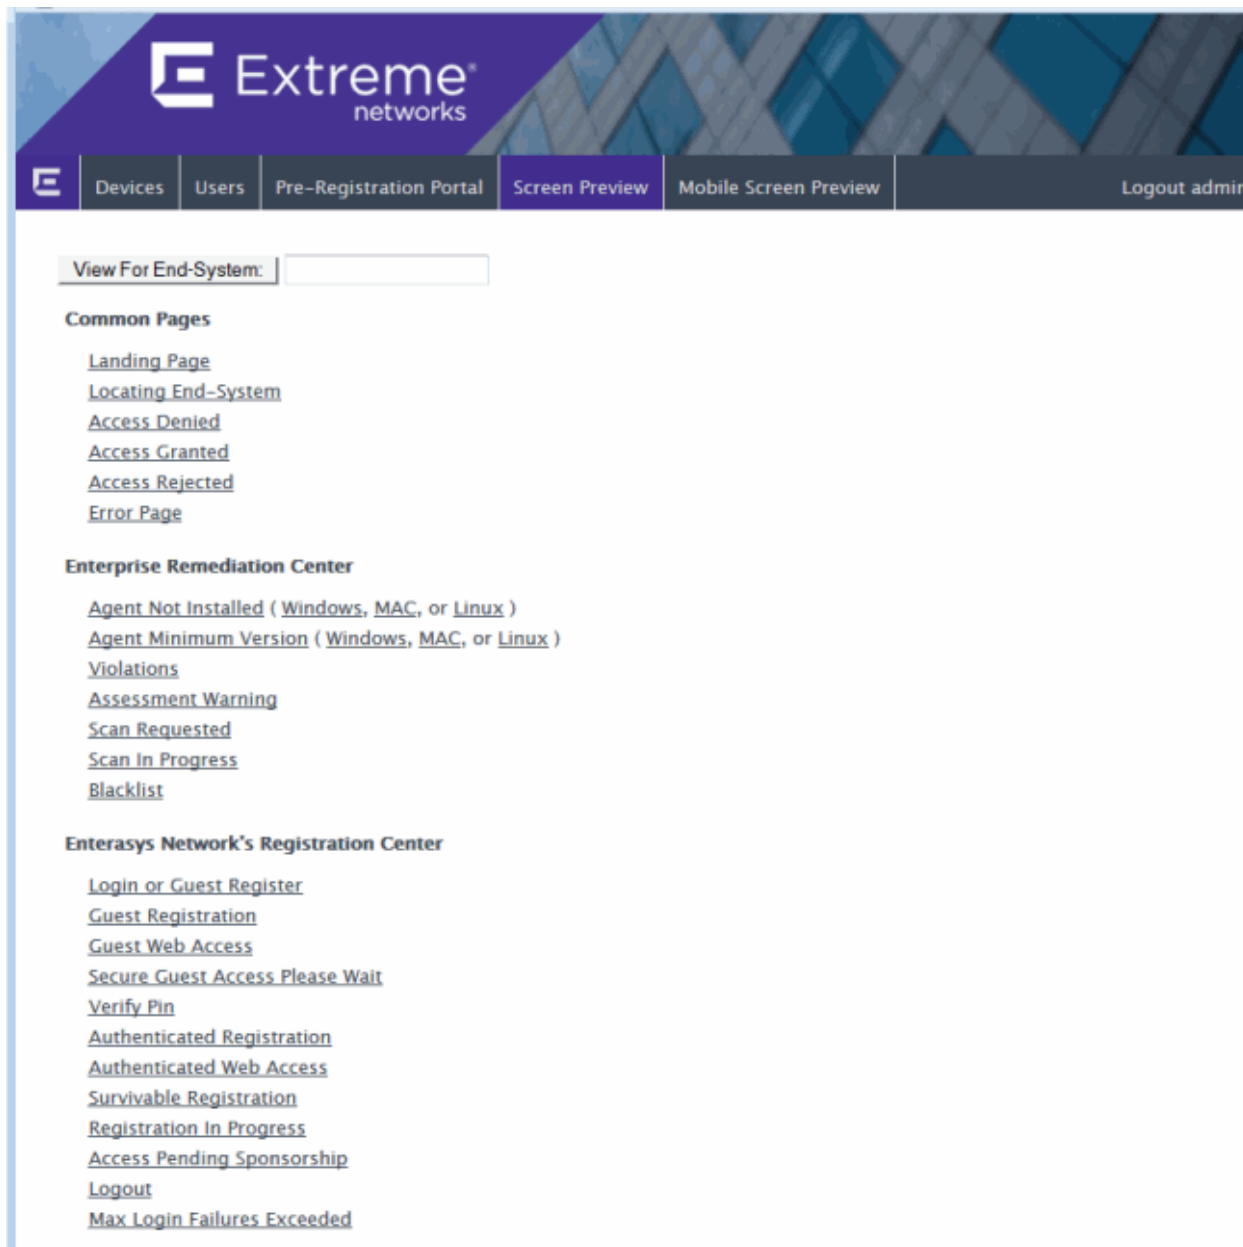 Extreme®
networks
Devices Users Pre-Registration Portal Screen Preview Mobile Screen Preview Logout admin
View For End-System:
Common Pages
Landing Page
Locating End-System
Access Denied
Access Granted
Access Rejected
Error Page
Enterprise Remediation Center
Agent Not Installed ( Windows, MAC, or Linux )
Agent Minimum Version ( Windows, MAC, or Linux )
Violations
Assessment Warning
Scan Requested
Scan In Progress
Blacklist
Enterasys Network's Registration Center
Login or Guest Register
Guest Registration
Guest Web Access
Secure Guest Access Please Wait
Verify Pin
Authenticated Registration
Authenticated Web Access
Survivable Registration
Registration In Progress
Access Pending Sponsorship
Logout
Max Login Failures Exceeded